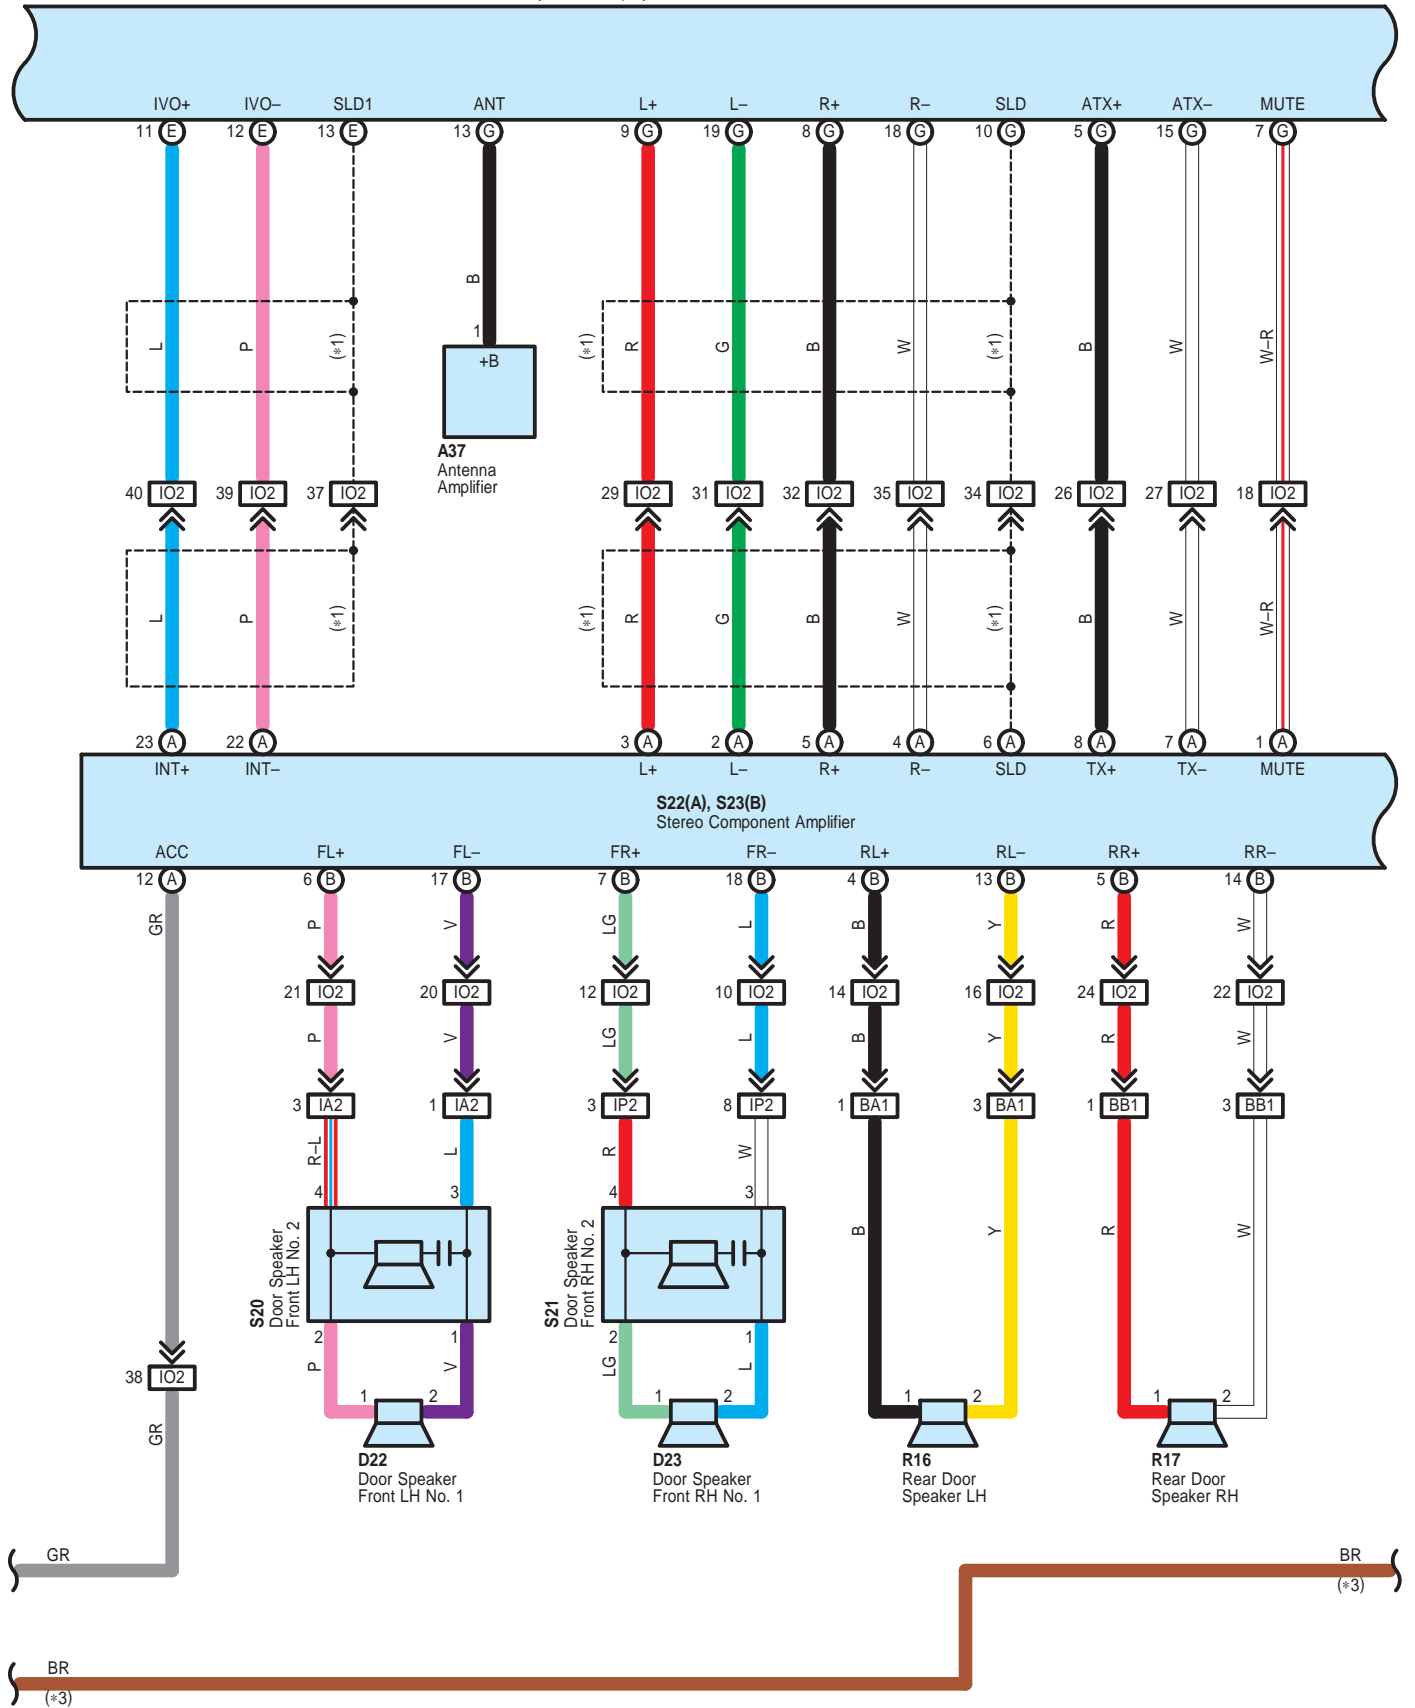 IVO+ IVO– SLD1 ANT L+ L– R+ R– SLD ATX+ ATX– MUTE
11 E 12 E 13 E 13 G 9 G 19 G 8 G 18 G 10 G 5 G 15 G 7 G
B
1
+B
L P (∗1) (∗1) R G B W (∗1) B W W–R
A37
Antenna
Amplifier
40 IO2 39 IO2 37 IO2 29 IO2 31 IO2 32 IO2 35 IO2 34 IO2 26 IO2 27 IO2 18 IO2
L P (∗1) (∗1) R G B W (∗1) B W W–R
23 A 22 A 3 A 2 A 5 A 4 A 6 A 8 A 7 A 1 A
INT+ INT– L+ L– R+ R– SLD TX+ TX– MUTE
S22(A), S23(B)
Stereo Component Amplifier
ACC FL+ FL– FR+ FR– RL+ RL– RR+ RR–
12 A 6 B 17 B 7 B 18 B 4 B 13 B 5 B 14 B
GR P V LG L B Y R W
21 IO2 20 IO2 12 IO2 10 IO2 14 IO2 16 IO2 24 IO2 22 IO2
P V LG L B Y R W
3 IA2 1 IA2 3 IP2 8 IP2 1 BA1 3 BA1 1 BB1 3 BB1
R–L L R W
4 3 4 3
B Y R W
S20
Door Speaker
Front LH No. 2
S21
Door Speaker
Front RH No. 2
2 1 2 1
P V LG L
38 IO2
1 2 1 2 1 2 1 2
GR
D22
Door Speaker
Front LH No. 1
D23
Door Speaker
Front RH No. 1
R16
Rear Door
Speaker LH
R17
Rear Door
Speaker RH
GR
BR
(∗3)
BR
(∗3)